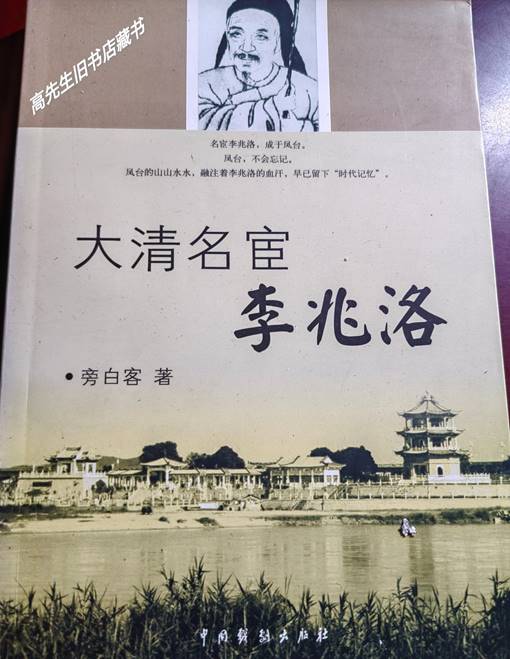 高先生旧书店藏书
名宦李兆洛，成于凤台。
凤台，不会忘记。
凤台的山山水水，融注着李兆洛的血汗，早已留下“时代记忆”。
大清名宦
李兆洛
•旁白客 著
中国戏剧出版社